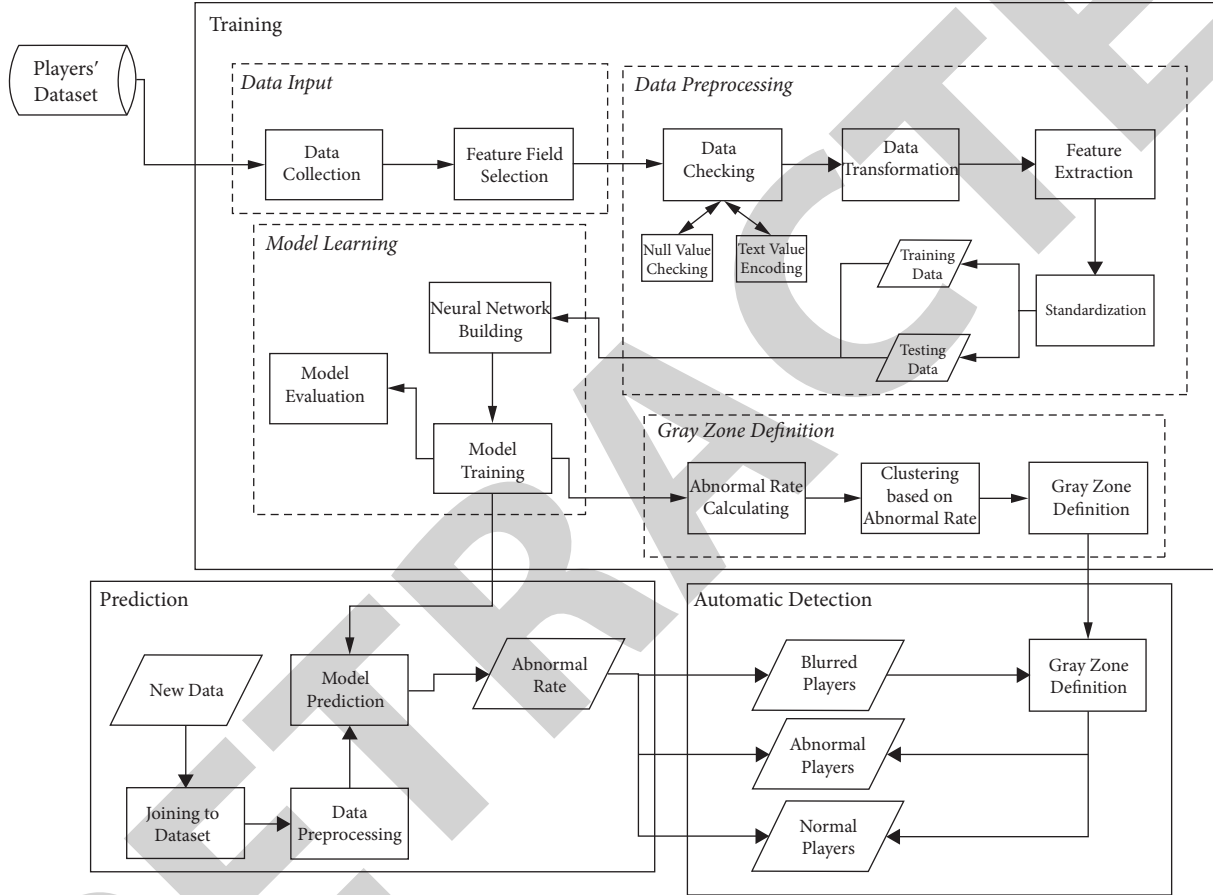 Training
Players'
Dataset
Data Input
Data
Collection
Feature Field
Selection
Data Preprocessing
Data
Checking
Data
Transformation
Feature
Extraction
Null Value
Checking
Text Value
Encoding
Training
Data
Standardization
Testing
Data
Model Learning
Neural Network
Building
Model
Evaluation
Model
Training
Gray Zone Definition
Abnormal Rate
Calculating
Clustering
based on
Abnormal Rate
Gray Zone
Definition
Prediction
New Data
Model
Prediction
Abnormal
Rate
Joining to
Dataset
Data
Preprocessing
Automatic Detection
Blurred
Players
Gray Zone
Definition
Abnormal
Players
Normal
Players
RETRACTE